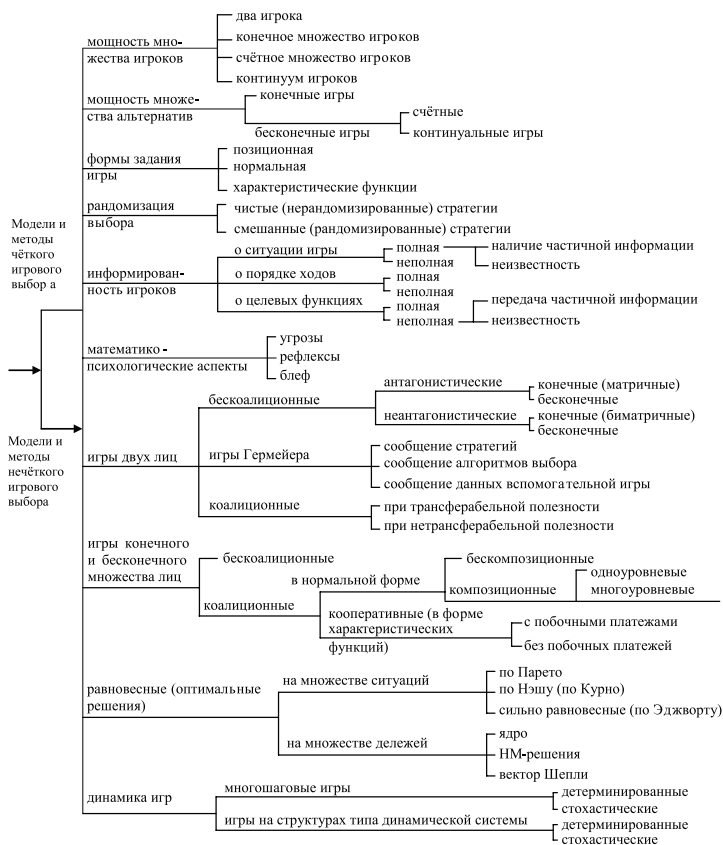 два игрока
мощность мно-
жества игроков
конечное множество игроков
счётное множество игроков
континуум игроков
мощность множе-
ства альтернатив
конечные игры
бесконечные игры
счётные
континуальные игры
формы задания
игры
позиционная
нормальная
характеристические функции
рандомизация
выбора
чистые (нерандомизированные) стратегии
смешанные (рандомизированные) стратегии
Модели и
методы
чёткого
игрового
выбор а
информирован-
ность игроков
о ситуации игры
полная
неполная
наличие частичной информации
неизвестность
о порядке ходов
полная
неполная
о целевых функциях
полная
неполная
передача частичной информации
неизвестность
математико -
психологические аспекты
угрозы
рефлексы
блеф
Модели и
методы
нечёткого
игрового
выбора
игры двух лиц
бескоалиционные
антагонистические
конечные (матричные)
бесконечные
неантагонистические
конечные (биматричные)
бесконечные
игры Гермейера
сообщение стратегий
сообщение алгоритмов выбора
сообщение данных вспомогательной игры
коалиционные
при трансферабельной полезности
при нетрансферабельной полезности
игры конечного
и бесконечного
множества лиц
бескоалиционные
коалиционные
в нормальной форме
бескомпозиционные
композиционные
одноуровневые
многоуровневые
кооперативные (в форме
характеристических
функций)
с побочными платежами
без побочных платежей
равновесные (оптимальные
решения)
на множестве ситуаций
по Парето
по Нэшу (по Курно)
сильно равновесные (по Эджворту)
на множестве дележей
ядро
НМ-решения
вектор Шепли
динамика игр
многошаговые игры
детерминированные
стохастические
игры на структурах типа динамической системы
детерминированные
стохастические